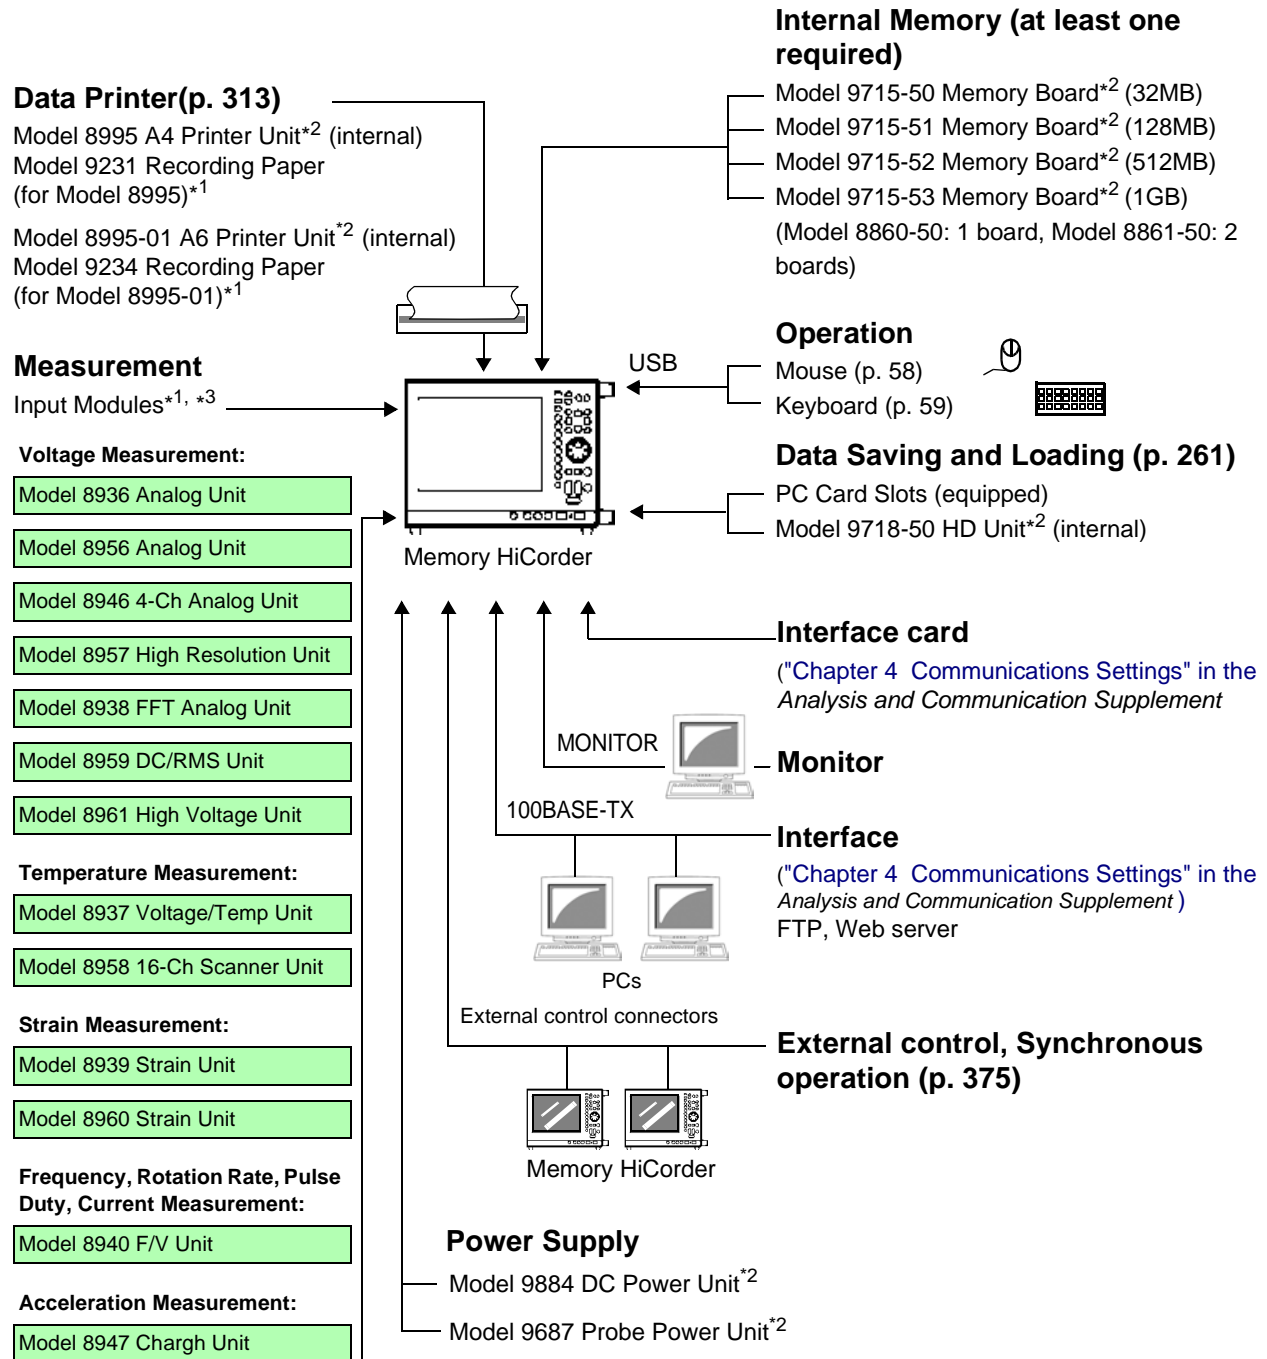 Data Printer(p. 313)
Model 8995 A4 Printer Unit*2 (internal)
Model 9231 Recording Paper
(for Model 8995)*1
Model 8995-01 A6 Printer Unit*2 (internal)
Model 9234 Recording Paper
(for Model 8995-01)*1
Measurement
Input Modules*1, *3
Voltage Measurement:
Model 8936 Analog Unit
Model 8956 Analog Unit
Model 8946 4-Ch Analog Unit
Model 8957 High Resolution Unit
Model 8938 FFT Analog Unit
Model 8959 DC/RMS Unit
Model 8961 High Voltage Unit
Temperature Measurement:
Model 8937 Voltage/Temp Unit
Model 8958 16-Ch Scanner Unit
Strain Measurement:
Model 8939 Strain Unit
Model 8960 Strain Unit
Frequency, Rotation Rate, Pulse
Duty, Current Measurement:
Model 8940 F/V Unit
Acceleration Measurement:
Model 8947 Chargh Unit
Internal Memory (at least one
required)
Model 9715-50 Memory Board*2 (32MB)
Model 9715-51 Memory Board*2 (128MB)
Model 9715-52 Memory Board*2 (512MB)
Model 9715-53 Memory Board*2 (1GB)
(Model 8860-50: 1 board, Model 8861-50: 2
boards)
Operation
USB
Mouse (p. 58)
Keyboard (p. 59)
Data Saving and Loading (p. 261)
PC Card Slots (equipped)
Model 9718-50 HD Unit*2 (internal)
Memory HiCorder
Interface card
("Chapter 4  Communications Settings" in the
Analysis and Communication Supplement
MONITOR
Monitor
100BASE-TX
Interface
("Chapter 4  Communications Settings" in the
Analysis and Communication Supplement )
FTP, Web server
PCs
External control connectors
External control, Synchronous
operation (p. 375)
Memory HiCorder
Power Supply
Model 9884 DC Power Unit*2
Model 9687 Probe Power Unit*2